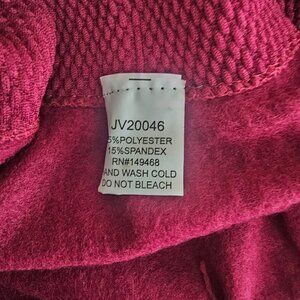 JV20046
5%POLYESTER
15%SPANDEX
RN#149468
AND WASH COLD
DO NOT BLEACH